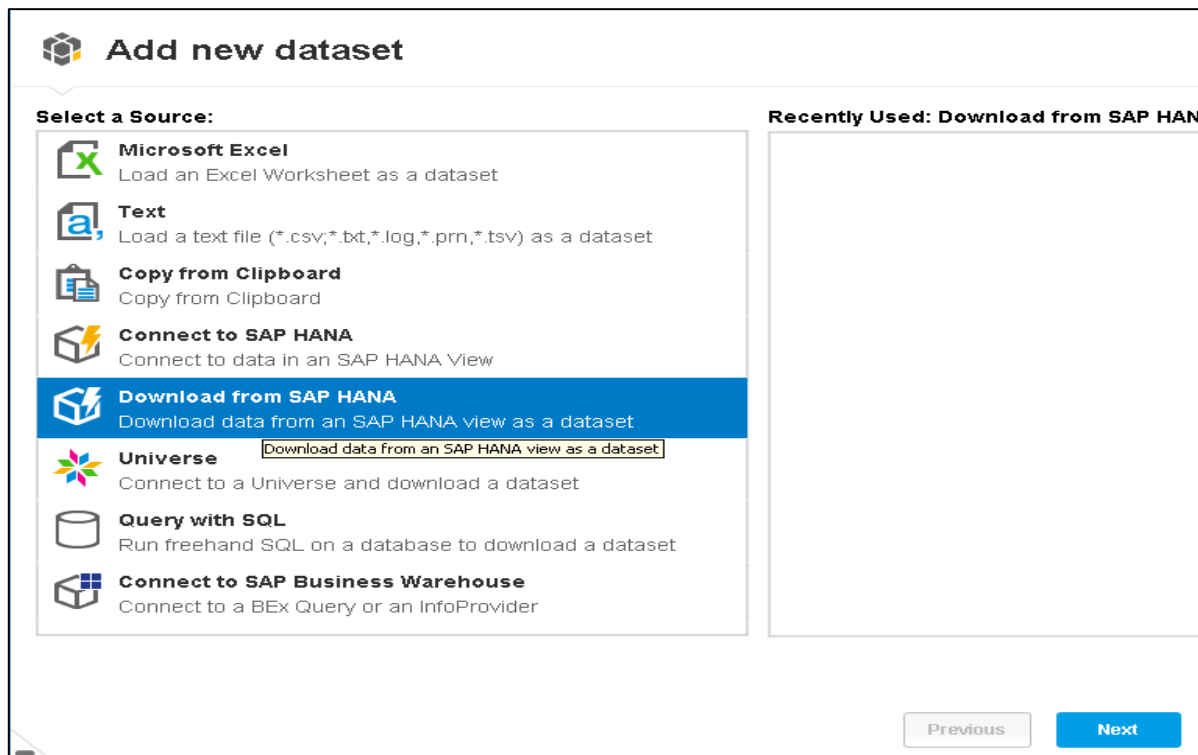 Add new dataset
Select a Source:
Microsoft Excel
Load an Excel Worksheet as a dataset
Text
Load a text file (*.csv;*.txt,*.log,*.prn,*.tsv) as a dataset
Copy from Clipboard
Copy from Clipboard
Connect to SAP HANA
Connect to data in an SAP HANA View
Download from SAP HANA
Download data from an SAP HANA view as a dataset
Download data from an SAP HANA view as a dataset
Universe
Connect to a Universe and download a dataset
Query with SQL
Run freehand SQL on a database to download a dataset
Connect to SAP Business Warehouse
Connect to a BEx Query or an InfoProvider
Recently Used: Download from SAP HAN
Previous
Next